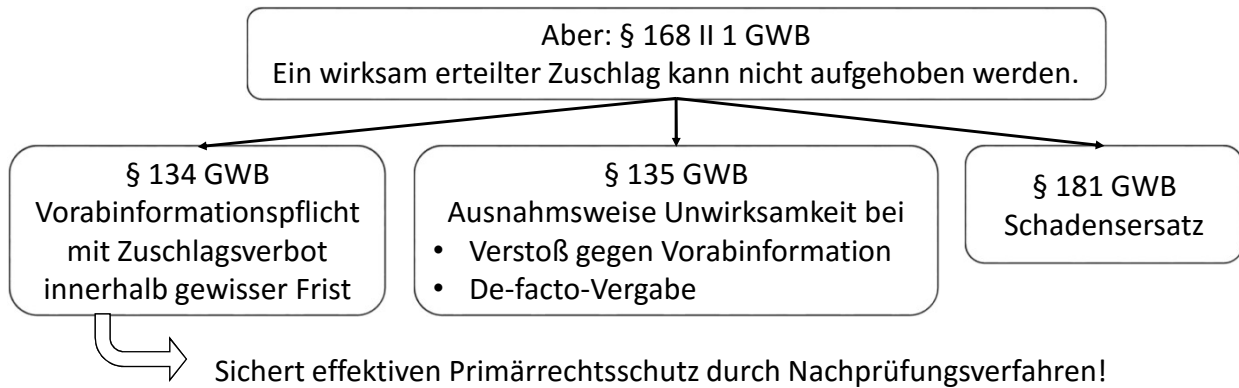 Aber: § 168 II 1 GWB
Ein wirksam erteilter Zuschlag kann nicht aufgehoben werden.
§ 134 GWB
Vorabinformationspflicht
mit Zuschlagsverbot
innerhalb gewisser Frist
§ 135 GWB
Ausnahmsweise Unwirksamkeit bei
• Verstoß gegen Vorabinformation
• De-facto-Vergabe
§ 181 GWB
Schadensersatz
Sichert effektiven Primärrechtsschutz durch Nachprüfungsverfahren!